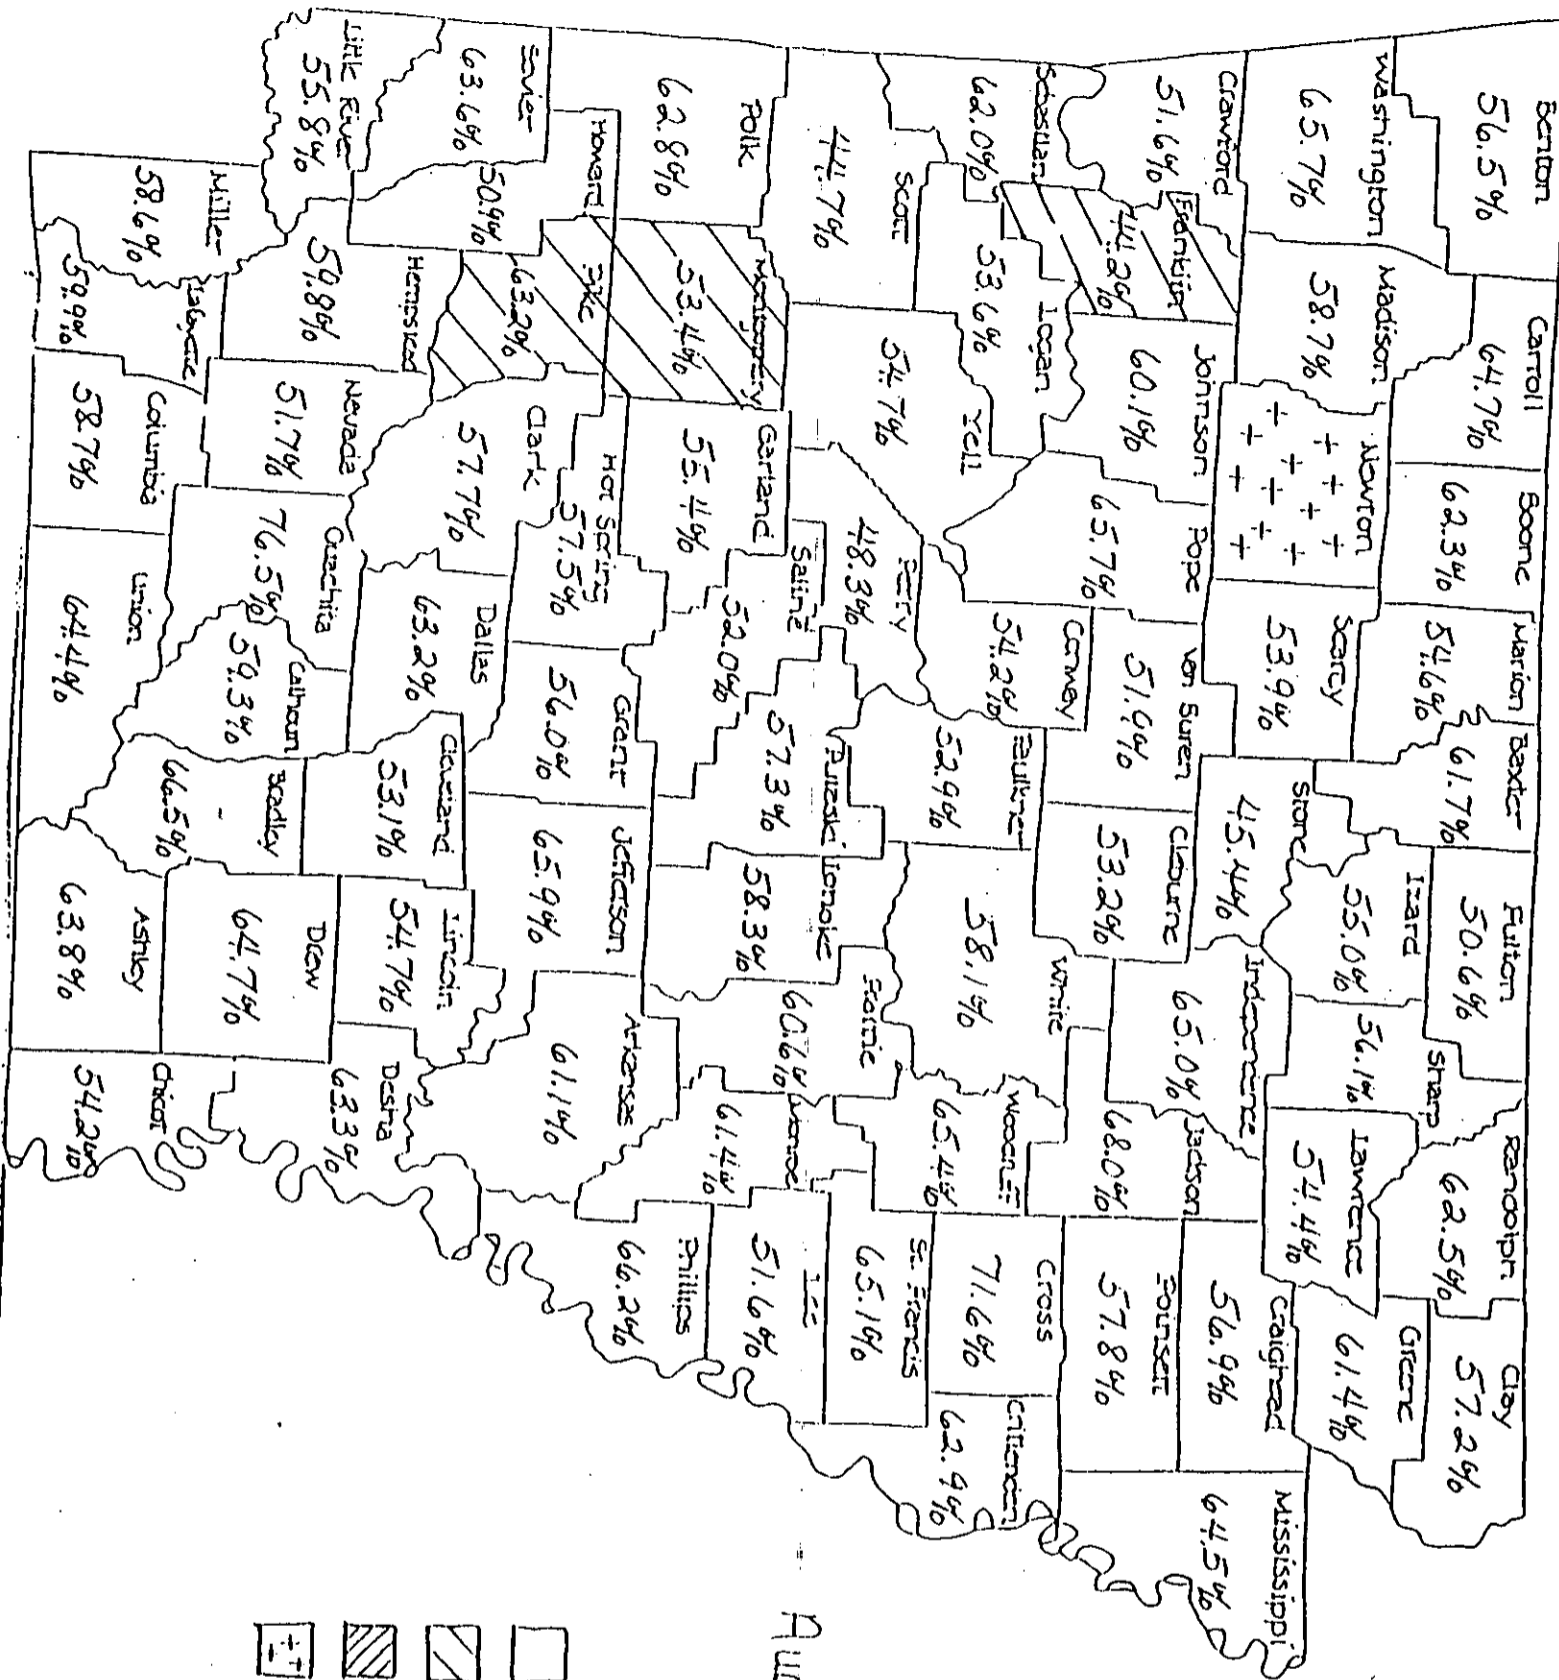 Benton
56.5%
Carroll
64.7%
Boone
62.3%
Marion
54.6%
Baxter
61.7%
Fulton
50.6%
Randolph
62.5%
Clay
57.2%
Washington
65.7%
Madison
58.7%
Newton
Searcy
53.9%
Stone
45.4%
Izard
55.0%
Sharp
56.1%
Lawrence
54.4%
Greene
61.4%
Crawford
51.6%
Franklin
44.2%
Johnson
60.1%
Pope
65.7%
Van Buren
51.9%
Cleburne
53.2%
Independence
65.0%
Jackson
68.0%
Craighead
56.9%
Mississippi
64.5%
Poinsett
57.8%
Sebastian
62.0%
Logan
53.6%
Conway
54.2%
Faulkner
52.9%
White
58.1%
Woodruff
65.4%
Cross
71.6%
Crittenden
62.9%
Scott
44.7%
Yell
54.7%
Perry
48.3%
Pulaski
57.3%
Lonoke
58.3%
Prairie
60.6%
Monroe
61.4%
St. Francis
65.1%
Lee
51.6%
Polk
62.8%
Montgomery
53.4%
Garland
55.4%
Saline
52.0%
Hot Spring
57.5%
Grant
56.0%
Jefferson
65.9%
Arkansas
61.1%
Phillips
66.2%
Sevier
63.6%
Howard
50.9%
Pike
63.2%
Clark
57.7%
Dallas
63.2%
Cleveland
53.1%
Lincoln
54.7%
Desha
63.3%
Little River
55.8%
Hempstead
59.8%
Nevada
51.7%
Ouachita
76.5%
Calhoun
59.3%
Bradley
66.5%
Drew
64.7%
Miller
58.6%
Lafayette
59.9%
Columbia
58.7%
Union
64.4%
Ashley
63.8%
Chicot
54.2%